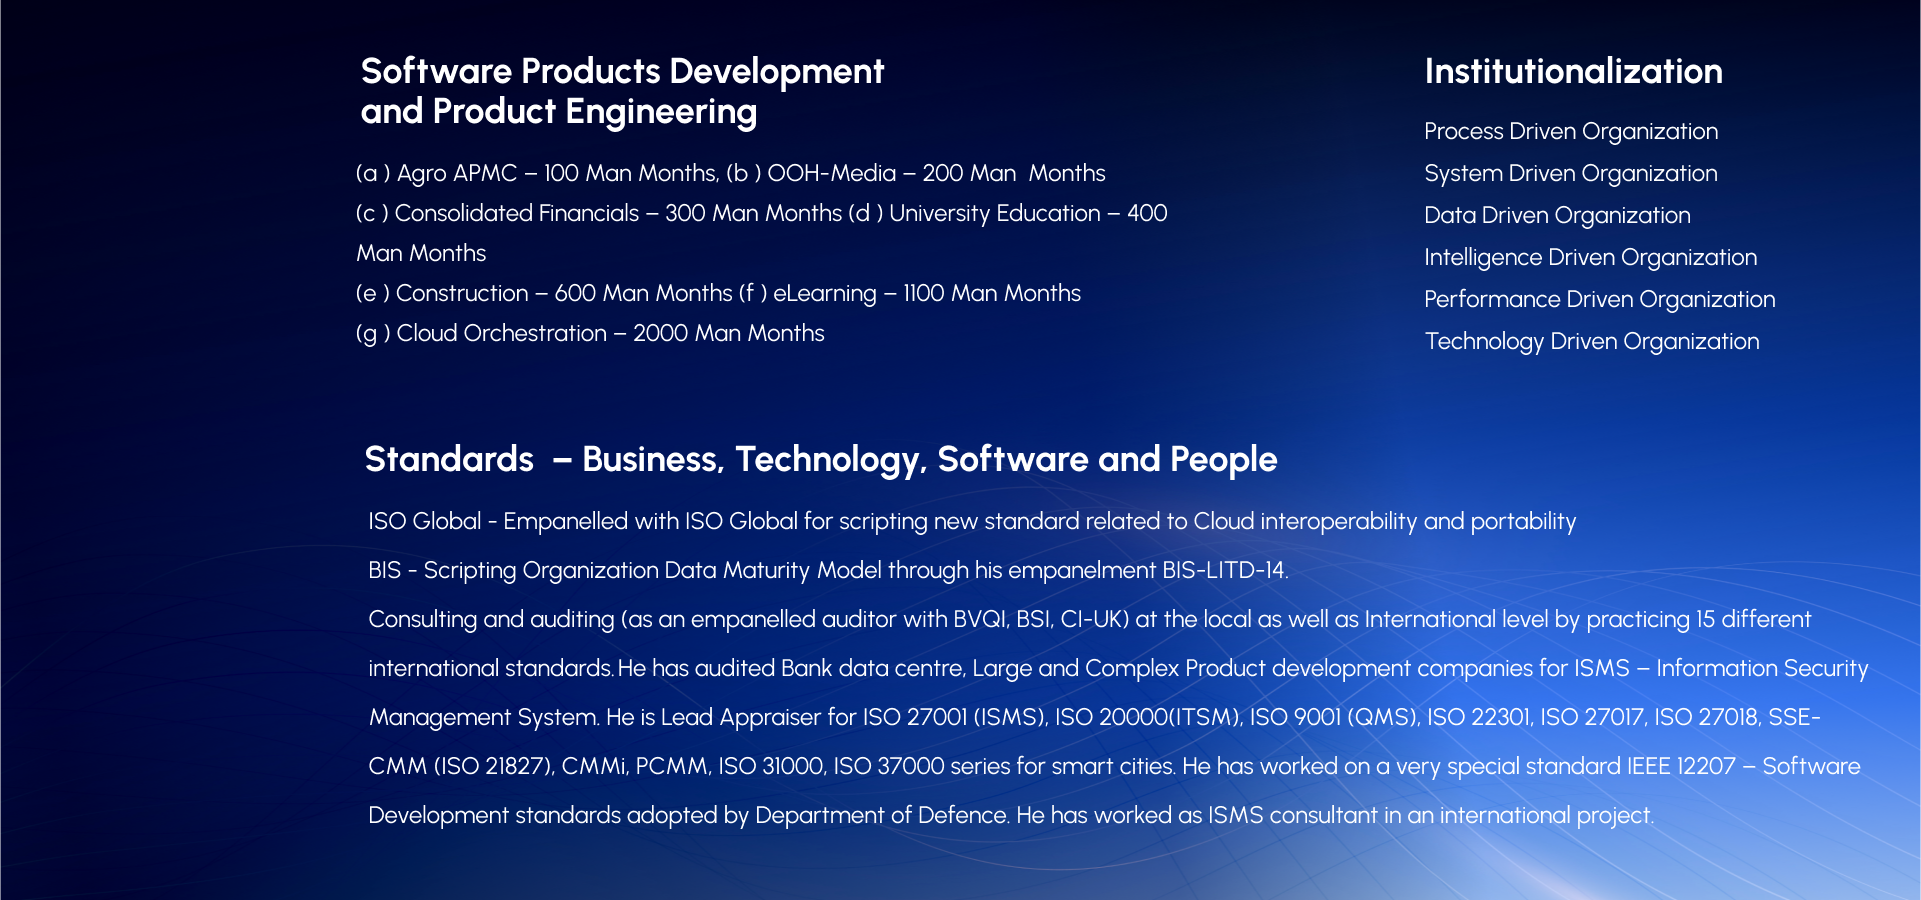 Software Products Development
and Product Engineering
(a ) Agro APMC – 100 Man Months, (b ) OOH-Media – 200 Man  Months
(c ) Consolidated Financials – 300 Man Months (d ) University Education – 400
Man Months
(e ) Construction – 600 Man Months (f ) eLearning – 1100 Man Months
(g ) Cloud Orchestration – 2000 Man Months
Institutionalization
Process Driven Organization
System Driven Organization
Data Driven Organization
Intelligence Driven Organization
Performance Driven Organization
Technology Driven Organization
Standards  – Business, Technology, Software and People
ISO Global - Empanelled with ISO Global for scripting new standard related to Cloud interoperability and portability
BIS - Scripting Organization Data Maturity Model through his empanelment BIS-LITD-14.
Consulting and auditing (as an empanelled auditor with BVQI, BSI, CI-UK) at the local as well as International level by practicing 15 different
international standards. He has audited Bank data centre, Large and Complex Product development companies for ISMS – Information Security
Management System. He is Lead Appraiser for ISO 27001 (ISMS), ISO 20000(ITSM), ISO 9001 (QMS), ISO 22301, ISO 27017, ISO 27018, SSE-
CMM (ISO 21827), CMMi, PCMM, ISO 31000, ISO 37000 series for smart cities. He has worked on a very special standard IEEE 12207 – Software
Development standards adopted by Department of Defence. He has worked as ISMS consultant in an international project.